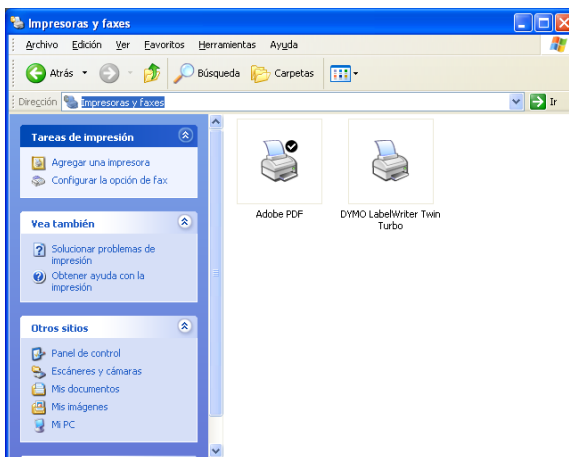 Impresoras y faxes
Archivo Edición Ver Favoritos Herramientas Ayuda
Atrás Búsqueda Carpetas
Dirección Impresoras y faxes Ir
Tareas de impresión
Agregar una impresora
Configurar la opción de fax
Vea también
Solucionar problemas de
impresión
Obtener ayuda con la
impresión
Otros sitios
Panel de control
Escáneres y cámaras
Mis documentos
Mis imágenes
Mi PC
Adobe PDF
DYMO LabelWriter Twin
Turbo